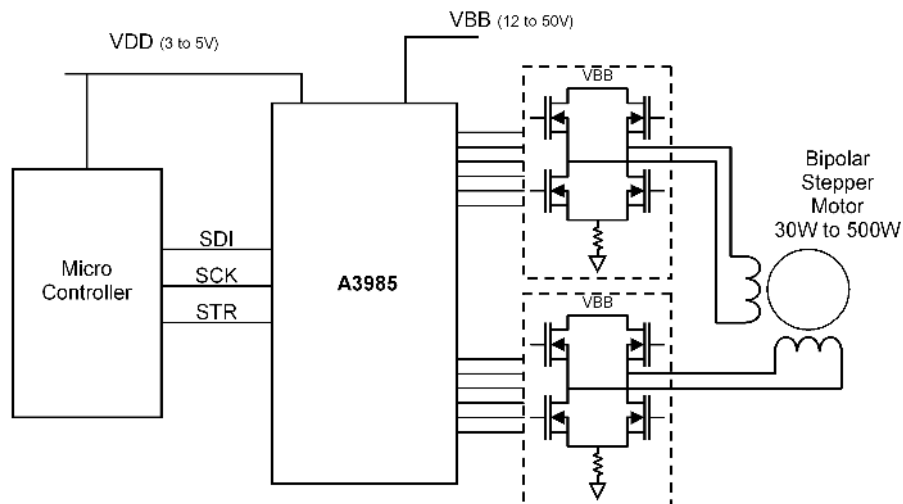 VBB (12 to 50V)
VDD (3 to 5V)
VBB
Bipolar
Stepper
Motor
30W to 500W
SDI
Micro
Controller
SCK
A3985
STR
VBB